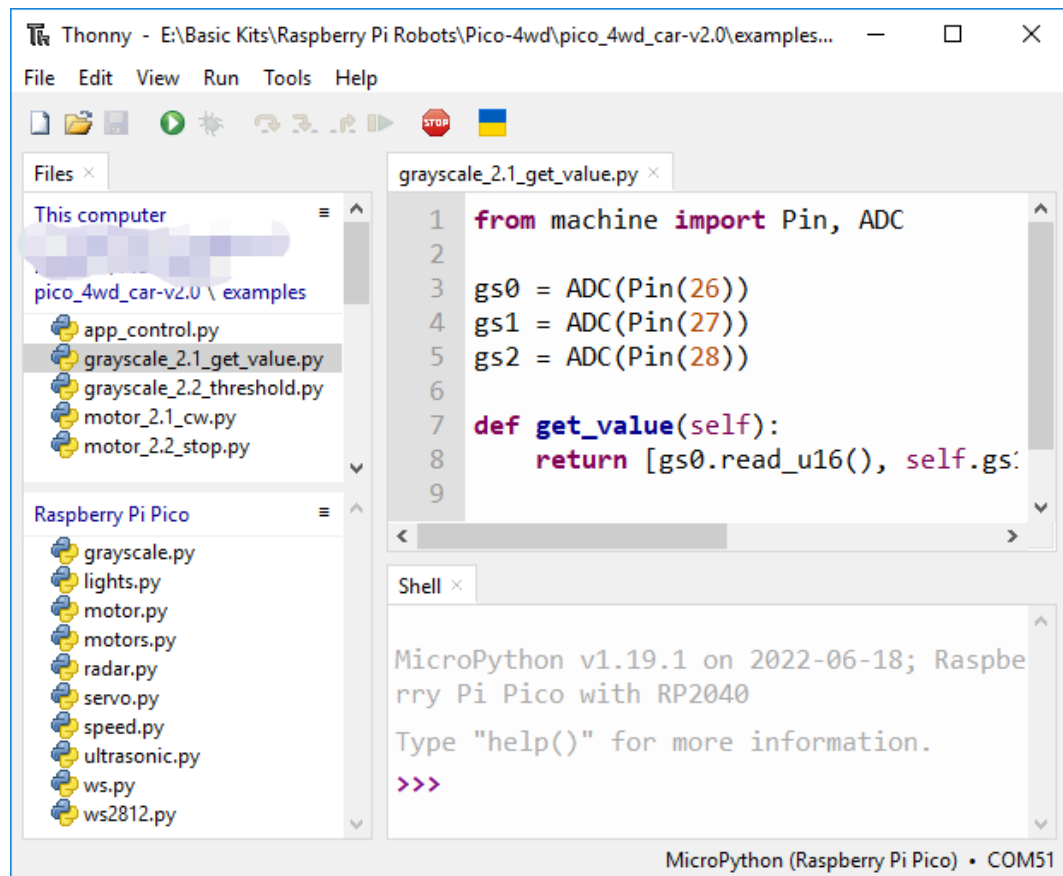 Thonny - E:\Basic Kits\Raspberry Pi Robots\Pico-4wd\pico_4wd_car-v2.0\examples...
File Edit View Run Tools Help
STOP
Files
This computer
pico_4wd_car-v2.0 \ examples
app_control.py
grayscale_2.1_get_value.py
grayscale_2.2_threshold.py
motor_2.1_cw.py
motor_2.2_stop.py
Raspberry Pi Pico
grayscale.py
lights.py
motor.py
motors.py
radar.py
servo.py
speed.py
ultrasonic.py
ws.py
ws2812.py
grayscale_2.1_get_value.py
1 from machine import Pin, ADC
2
3 gs0 = ADC(Pin(26))
4 gs1 = ADC(Pin(27))
5 gs2 = ADC(Pin(28))
6
7 def get_value(self):
8 return [gs0.read_u16(), self.gs1
9
Shell
MicroPython v1.19.1 on 2022-06-18; Raspbe
rry Pi Pico with RP2040
Type "help()" for more information.
>>>
MicroPython (Raspberry Pi Pico) • COM51